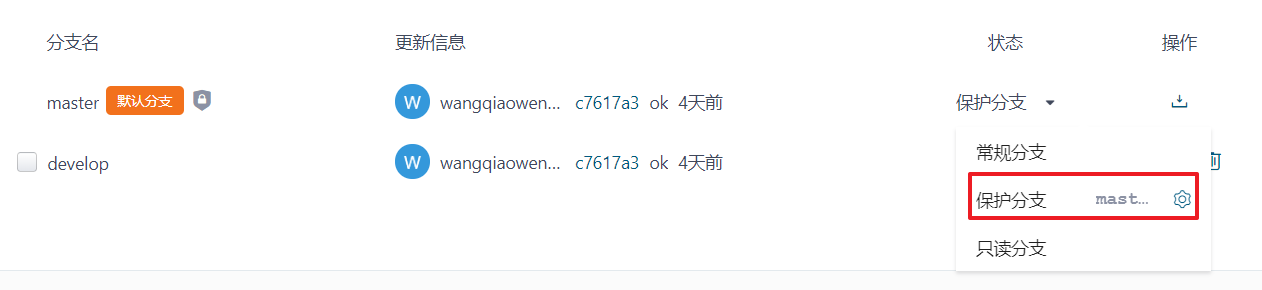 分支名 更新信息 状态 操作
master 默认分支 W wangqiaowen... c7617a3 ok 4天前 保护分支
develop W wangqiaowen... c7617a3 ok 4天前
常规分支
保护分支 mast...
只读分支